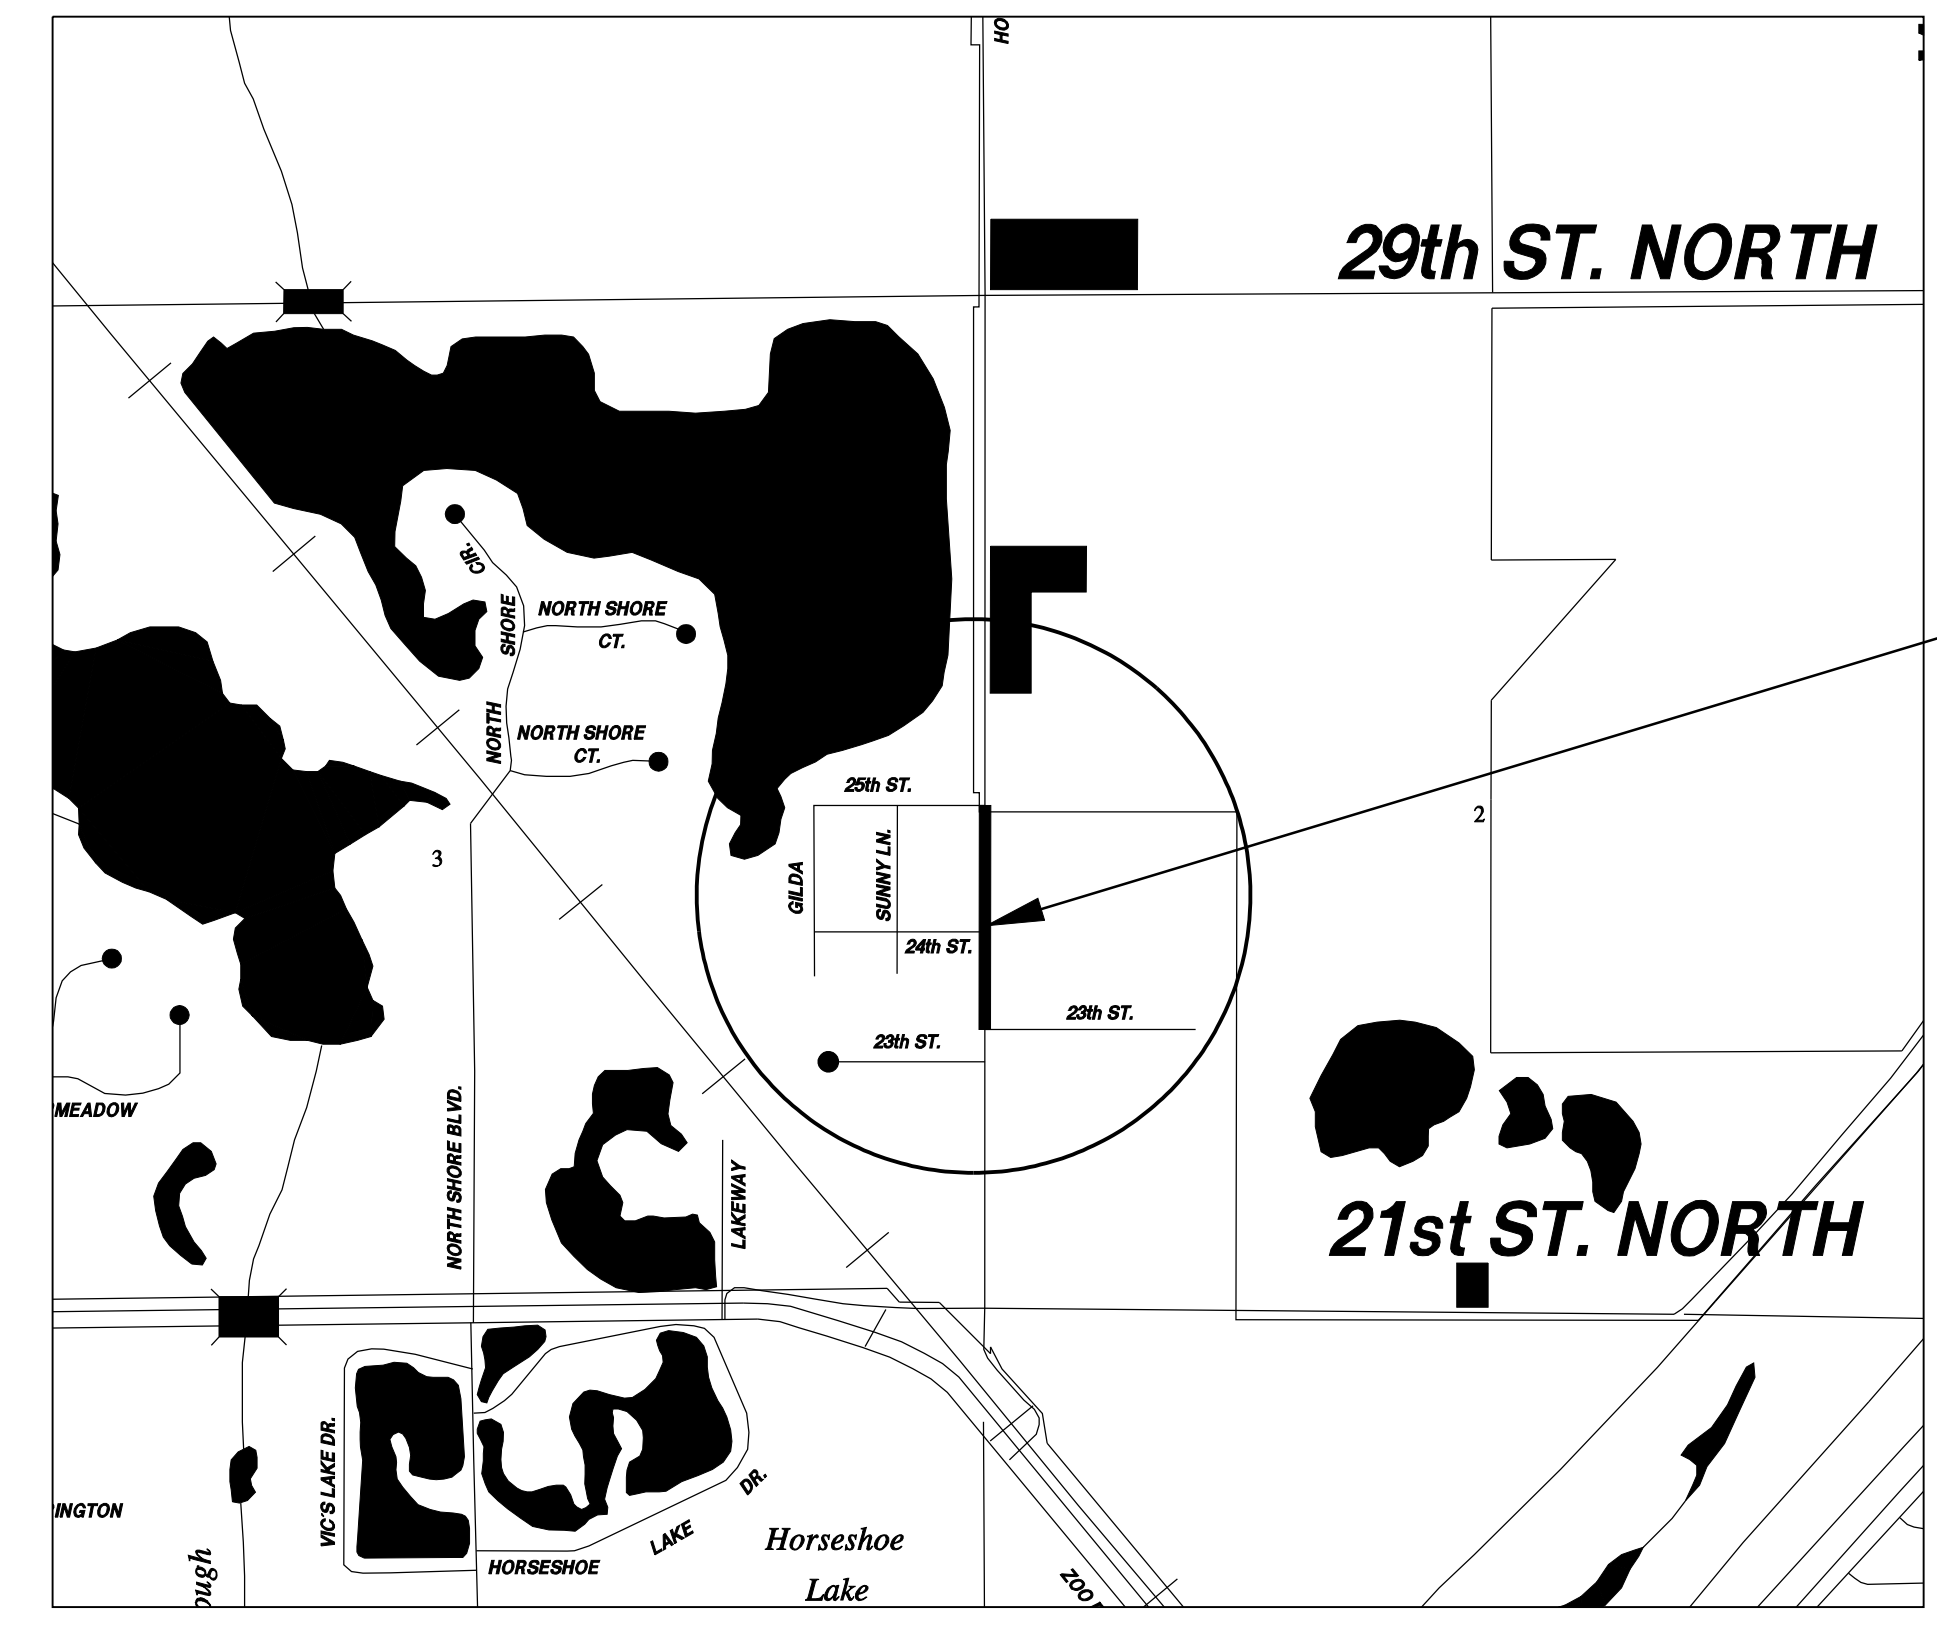 HO
29th ST. NORTH
CIR.
SHORE
NORTH SHORE
CT.
NORTH
NORTH SHORE
CT.
25th ST.
2
3
GILDA
SUNNY LN.
24th ST.
23th ST.
23th ST.
MEADOW
NORTH SHORE BLVD.
LAKEWAY
21st ST. NORTH
VIC'S LAKE DR.
DR.
INGTON
LAKE
Horseshoe
HORSESHOE
Lake
ough
ZOO